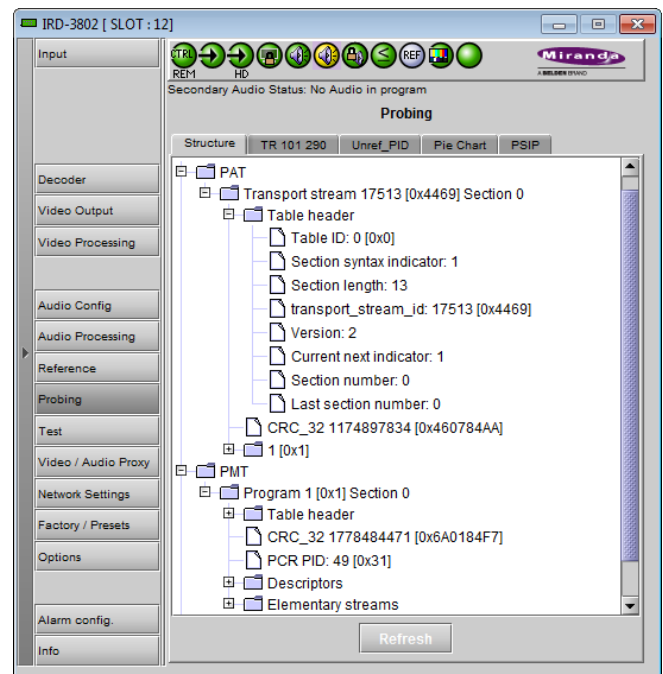 IRD-3802 [ SLOT : 12]
Input
CTRL
REF
REM
HD
Miranda
A BELDEN BRAND
Secondary Audio Status: No Audio in program
Probing
Structure TR 101 290 Unref_PID Pie Chart PSIP
Decoder
Video Output
Video Processing
Audio Config
Audio Processing
Reference
Probing
Test
Video / Audio Proxy
Network Settings
Factory / Presets
Options
Alarm config.
Info
PAT
Transport stream 17513 [0x4469] Section 0
Table header
Table ID: 0 [0x0]
Section syntax indicator: 1
Section length: 13
transport_stream_id: 17513 [0x4469]
Version: 2
Current next indicator: 1
Section number: 0
Last section number: 0
CRC_32 1174897834 [0x460784AA]
1 [0x1]
PMT
Program 1 [0x1] Section 0
Table header
CRC_32 1778484471 [0x6A0184F7]
PCR PID: 49 [0x31]
Descriptors
Elementary streams
Refresh